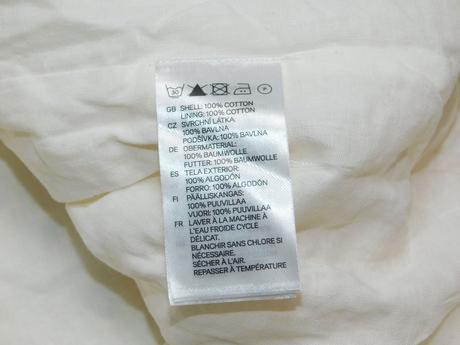 30
GB SHELL: 100% COTTON
LINING: 100% COTTON
CZ SVRCHNÍ LÁTKA:
100% BAVLNA
PODŠÍVKA: 100% BAVLNA
DE OBERMATERIAL:
100% BAUMWOLLE
FUTTER: 100% BAUMWOLLE
ES TELA EXTERIOR:
100% ALGODÓN
FORRO: 100% ALGODÓN
FI PÄÄLLISKANGAS:
100% PUUVILLAA
VUORI: 100% PUUVILLAA
FR LAVER À LA MACHINE À
L'EAU FROIDE CYCLE
DÉLICAT.
BLANCHIR SANS CHLORE SI
NÉCESSAIRE.
SÉCHER À L'AIR.
REPASSER À TEMPÉRATURE